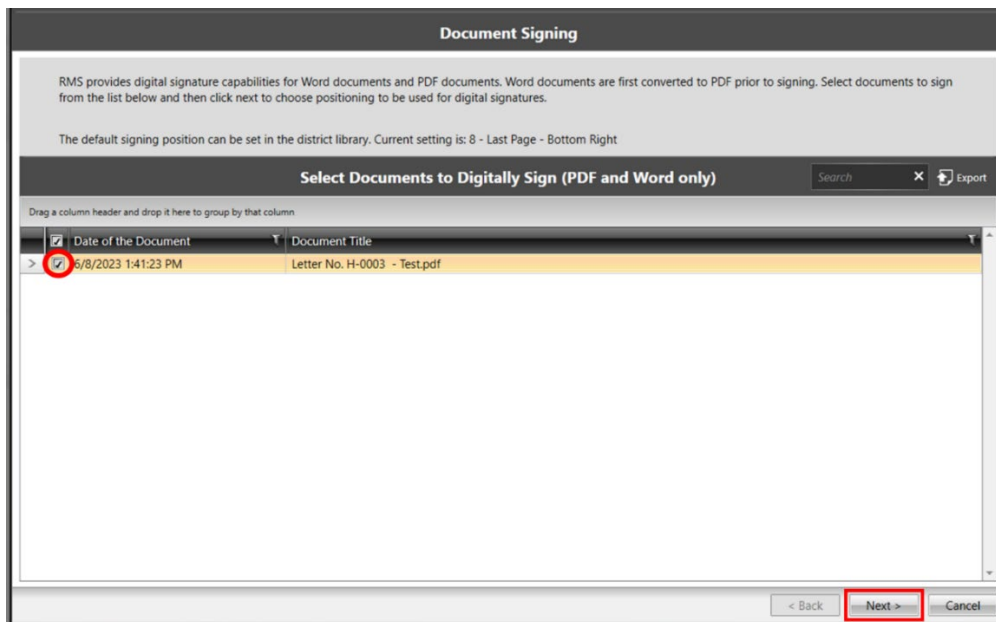 Document Signing
RMS provides digital signature capabilities for Word documents and PDF documents. Word documents are first converted to PDF prior to signing. Select documents to sign
from the list below and then click next to choose positioning to be used for digital signatures.
The default signing position can be set in the district library. Current setting is: 8 - Last Page - Bottom Right
Select Documents to Digitally Sign (PDF and Word only) Search Export
Drag a column header and drop it here to group by that column
Date of the Document Document Title
6/8/2023 1:41:23 PM Letter No. H-0003 - Test.pdf
< Back Next > Cancel